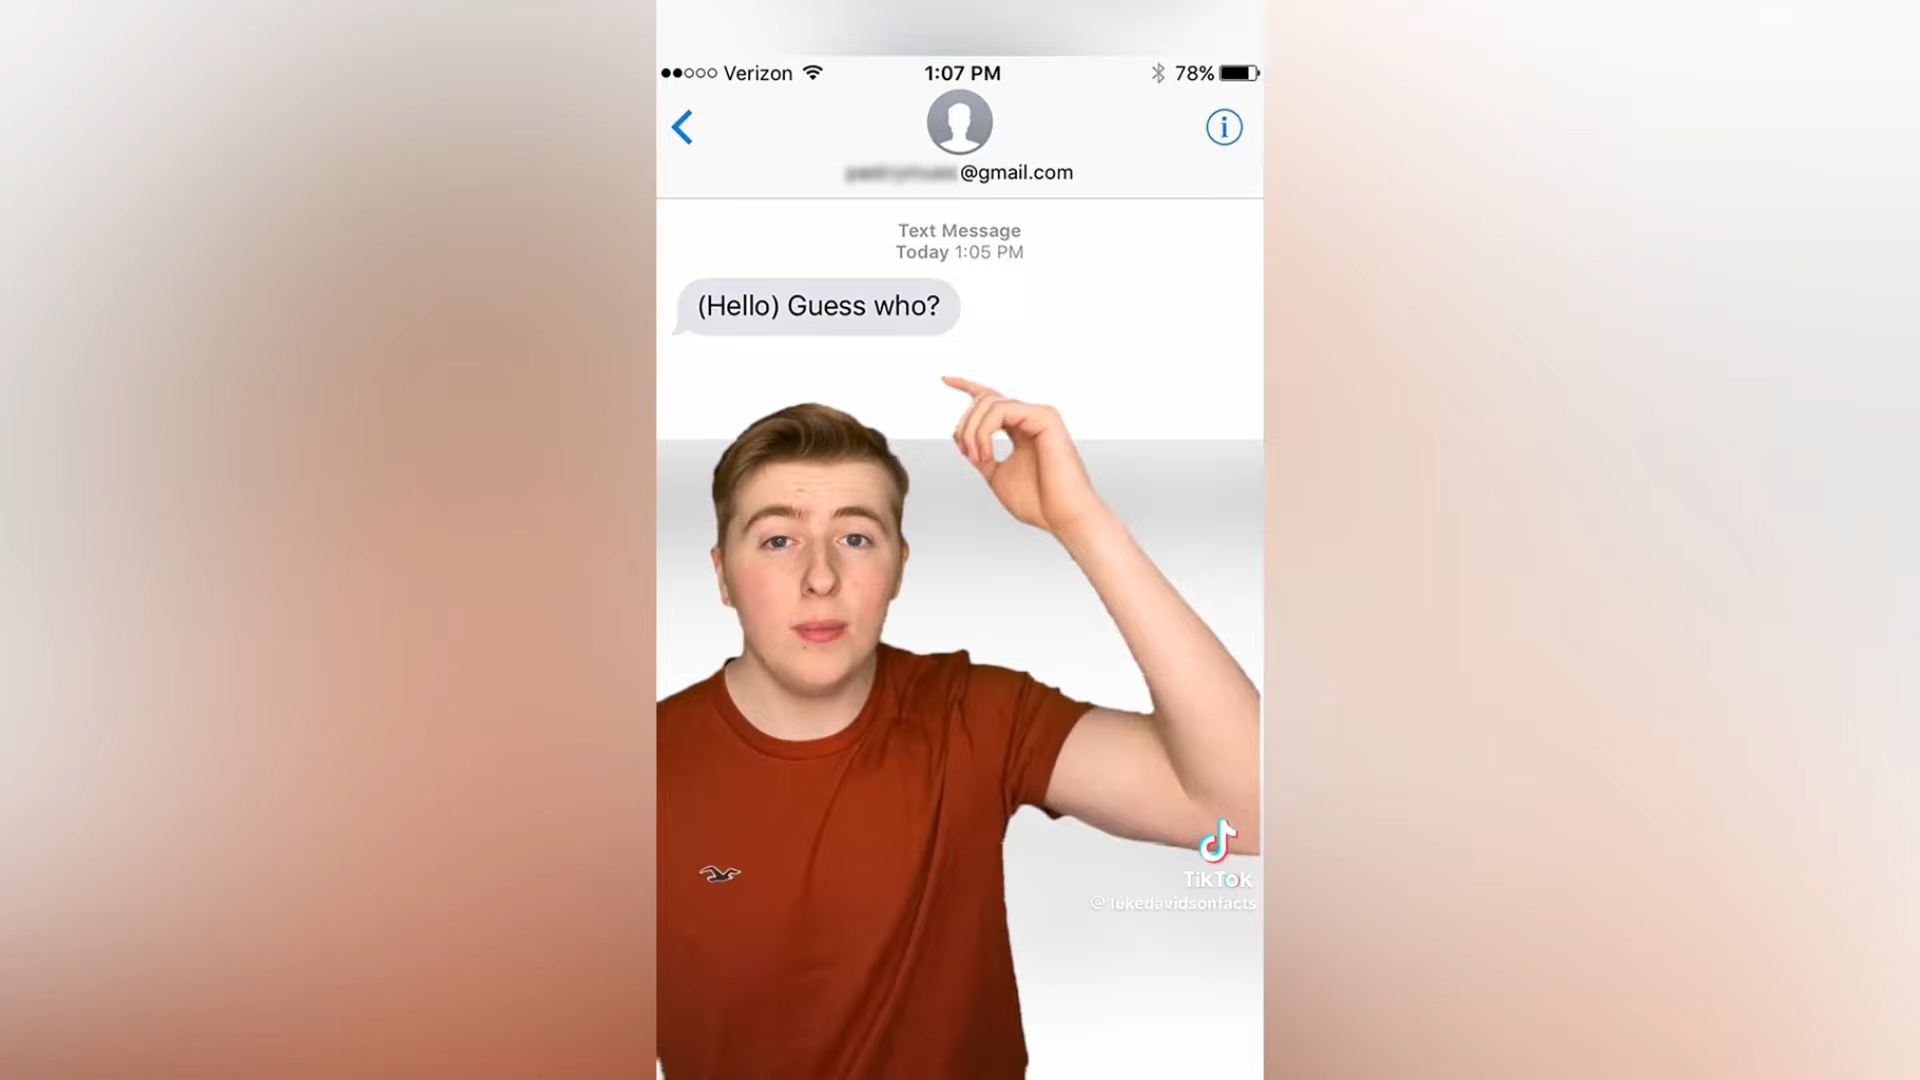 Verizon 1:07 PM 78%
@gmail.com
Text Message
Today 1:05 PM
(Hello) Guess who?
TikTok
@lukedavidsonfacts